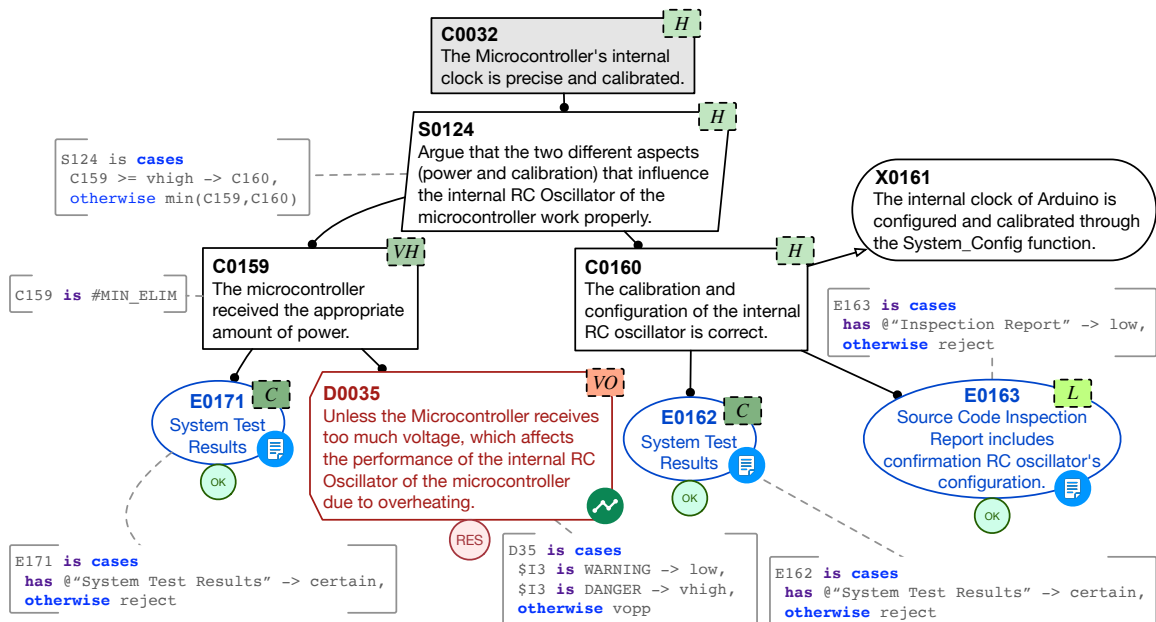 H
C0032
The Microcontroller's internal
clock is precise and calibrated.
H
S0124
Argue that the two different aspects
(power and calibration) that influence
the internal RC Oscillator of the
microcontroller work properly.
S124 is cases
C159 >= vhigh -> C160,
otherwise min(C159,C160)
X0161
The internal clock of Arduino is
configured and calibrated through
the System_Config function.
VH
C0159
The microcontroller
received the appropriate
amount of power.
C159 is #MIN_ELIM
H
C0160
The calibration and
configuration of the internal
RC oscillator is correct.
E163 is cases
has @“Inspection Report” -> low,
otherwise reject
C
E0171
System Test
Results
OK
VO
D0035
Unless the Microcontroller receives
too much voltage, which affects
the performance of the internal RC
Oscillator of the microcontroller
due to overheating.
RES
C
E0162
System Test
Results
OK
L
E0163
Source Code Inspection
Report includes
confirmation RC oscillator's
configuration.
OK
E171 is cases
has @“System Test Results” -> certain,
otherwise reject
D35 is cases
$I3 is WARNING -> low,
$I3 is DANGER -> vhigh,
otherwise vopp
E162 is cases
has @“System Test Results” -> certain,
otherwise reject